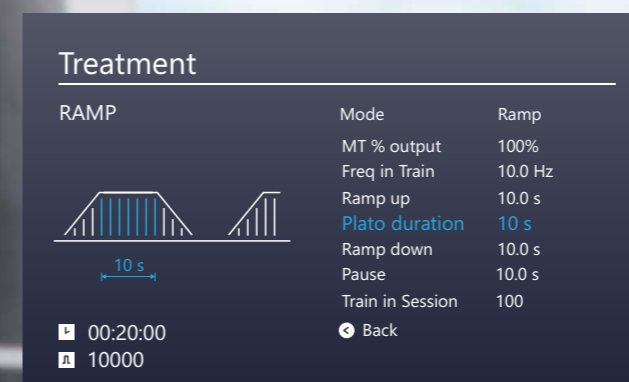 Treatment
RAMP
10 s
00:20:00
10000
Mode Ramp
MT % output 100%
Freq in Train 10.0 Hz
Ramp up 10.0 s
Plato duration 10 s
Ramp down 10.0 s
Pause 10.0 s
Train in Session 100
Back